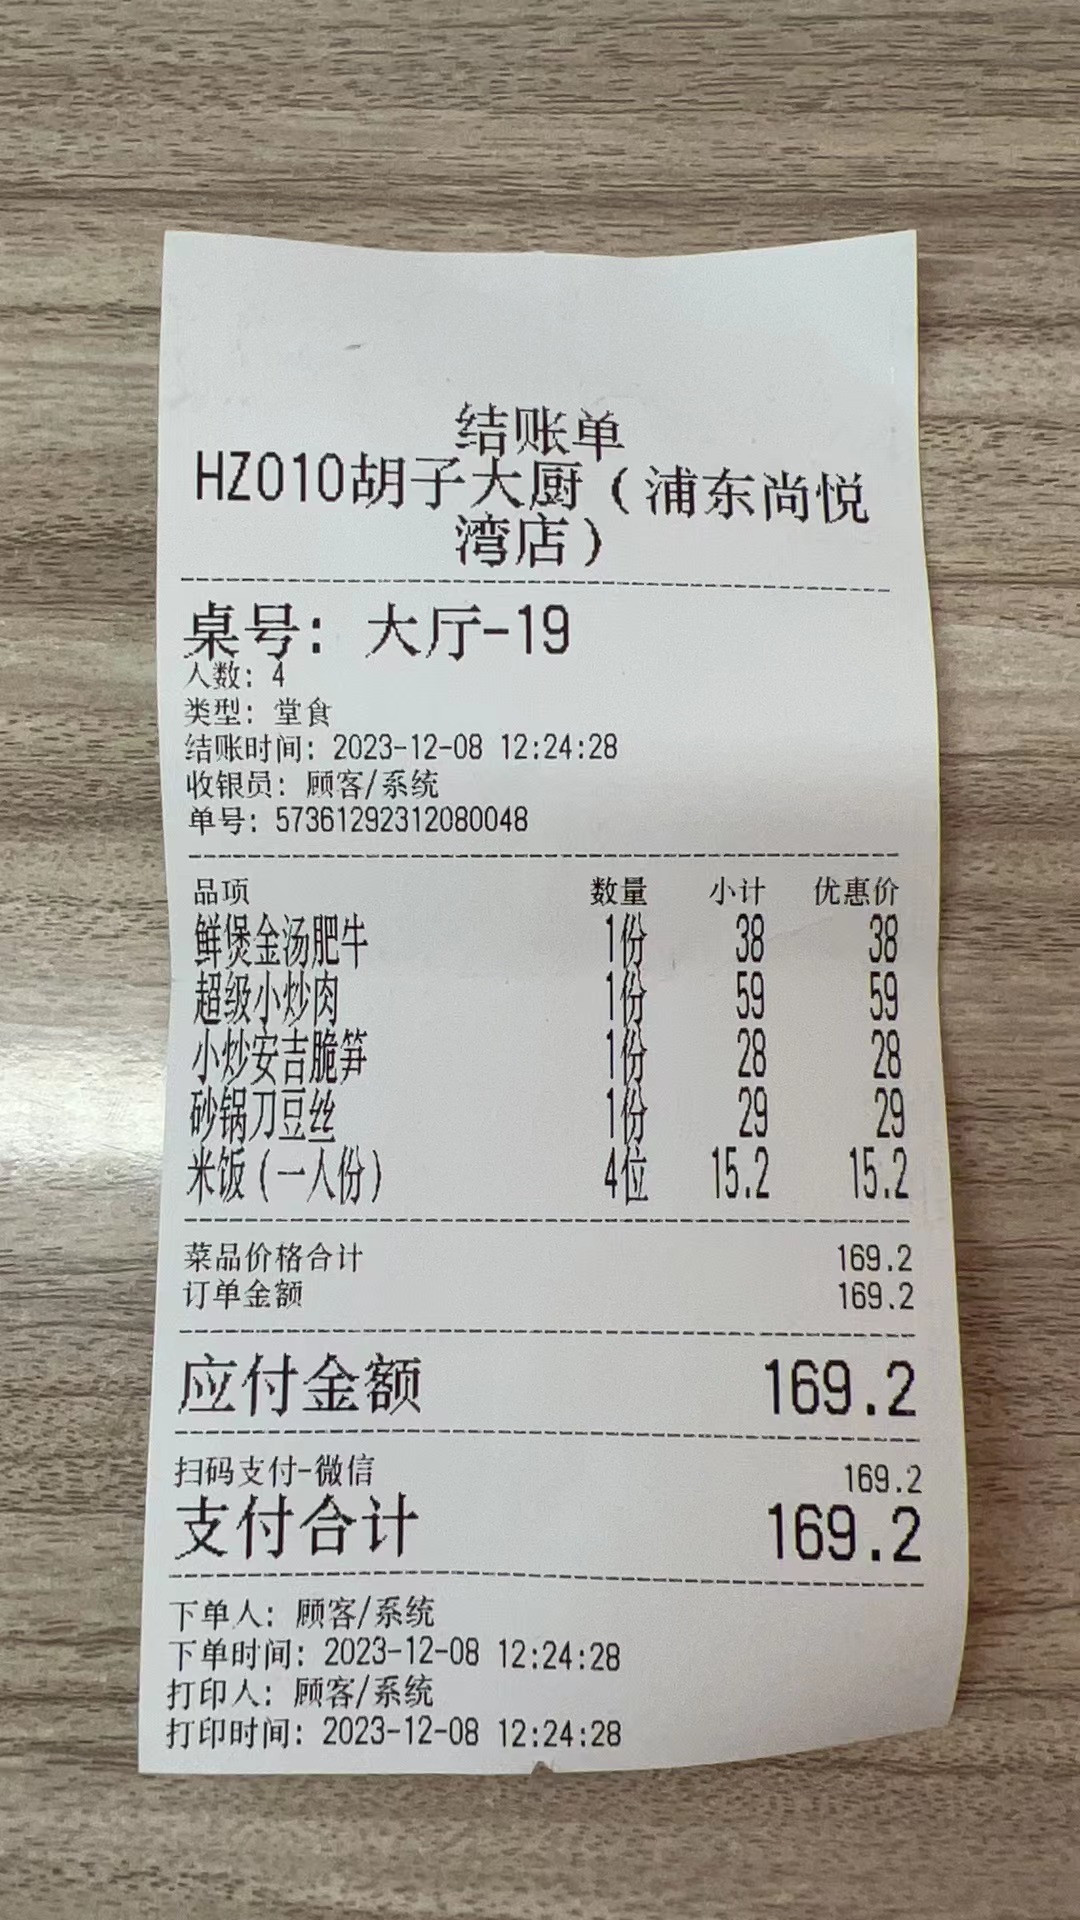 结账单
HZ010胡子大厨（浦东尚悦
湾店）
桌号：大厅-19
人数：4
类型：堂食
结账时间：2023-12-08 12:24:28
收银员：顾客/系统
单号：573612923120​80048
品项 数量 小计 优惠价
鲜煲金汤肥牛 1份 38 38
超级小炒肉 1份 59 59
小炒安吉脆笋 1份 28 28
砂锅刀豆丝 1份 29 29
米饭（一人份） 4位 15.2 15.2
菜品价格合计 169.2
订单金额 169.2
应付金额 169.2
扫码支付-微信 169.2
支付合计 169.2
下单人：顾客/系统
下单时间：2023-12-08 12:24:28
打印人：顾客/系统
打印时间：2023-12-08 12:24:28